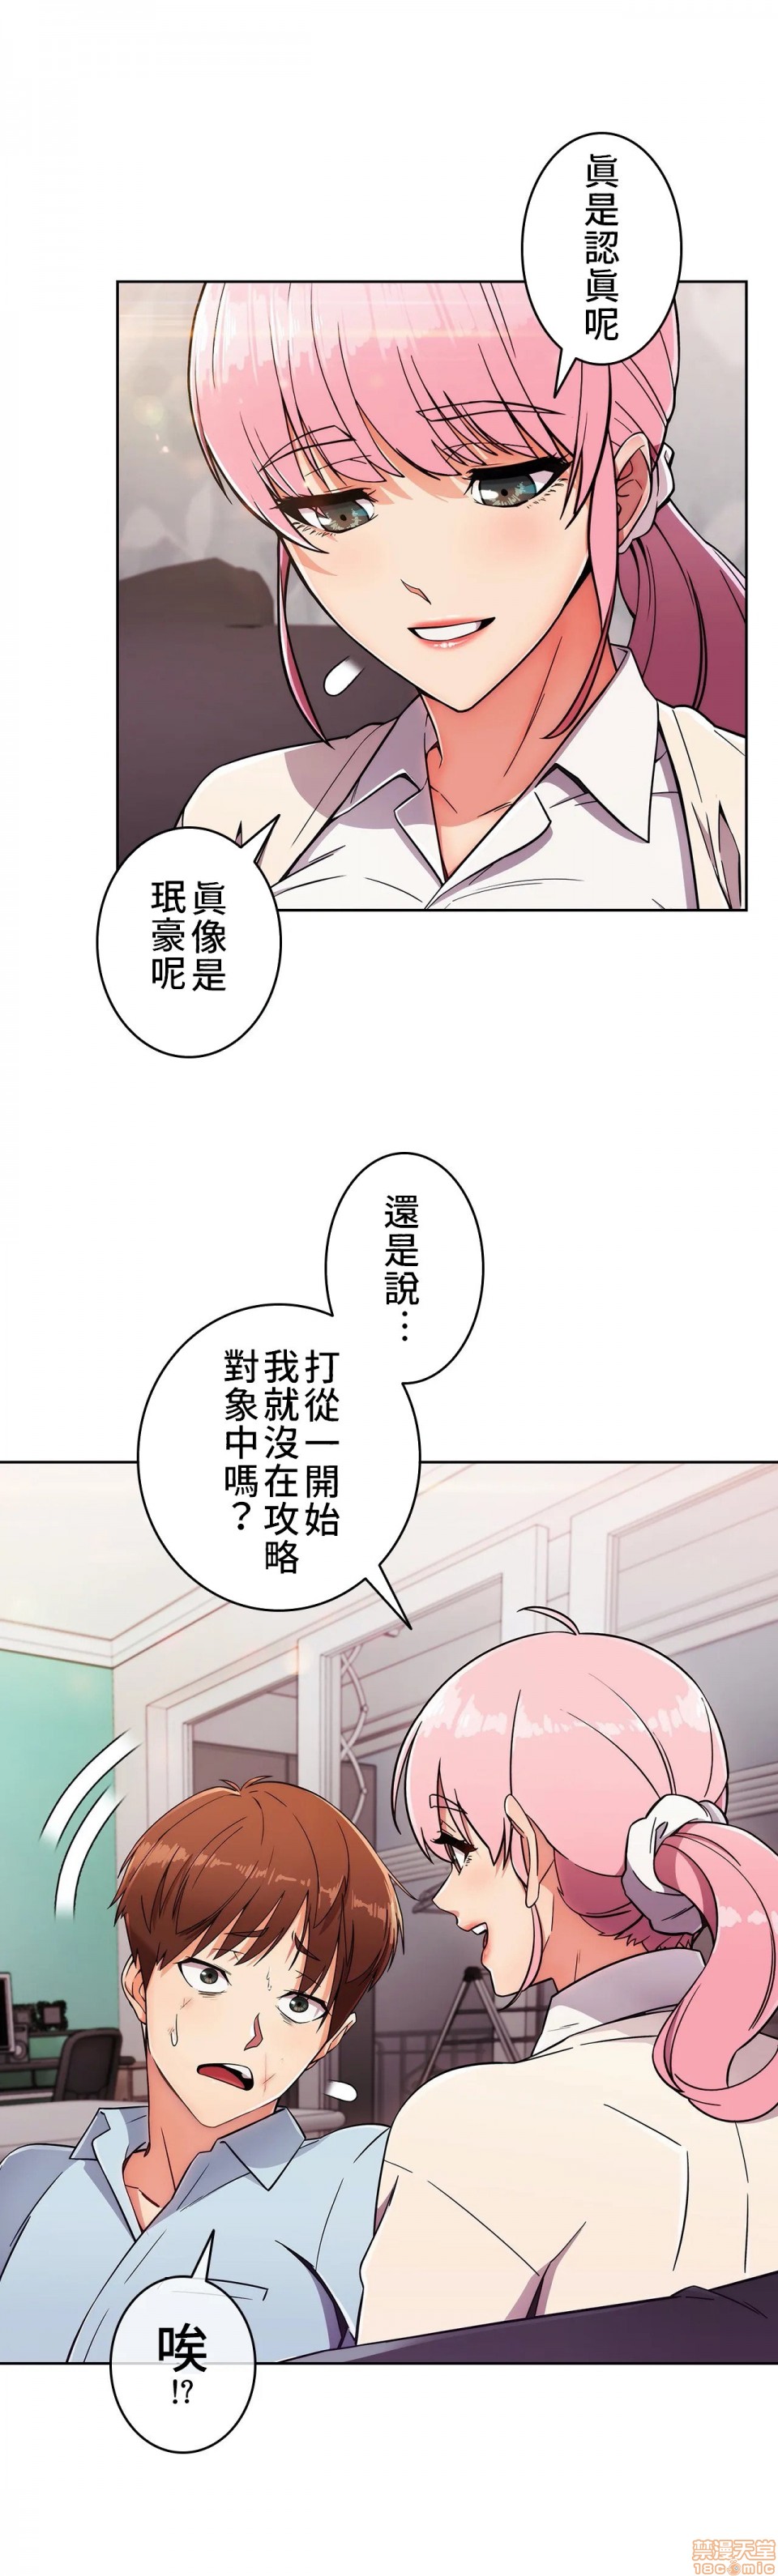 眞是認眞呢
眞像是
珉豪呢
還是說…
打從一開始
我就沒在攻略
對象中嗎？
唉
!?
禁漫天堂
18comic